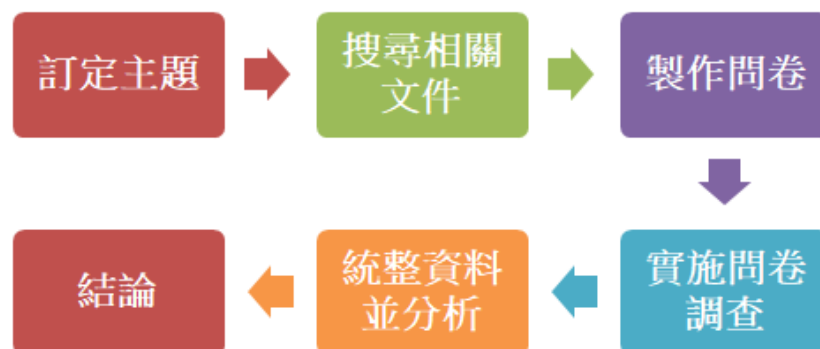 訂定主題
搜尋相關
文件
製作問卷
實施問卷
調查
統整資料
並分析
結論